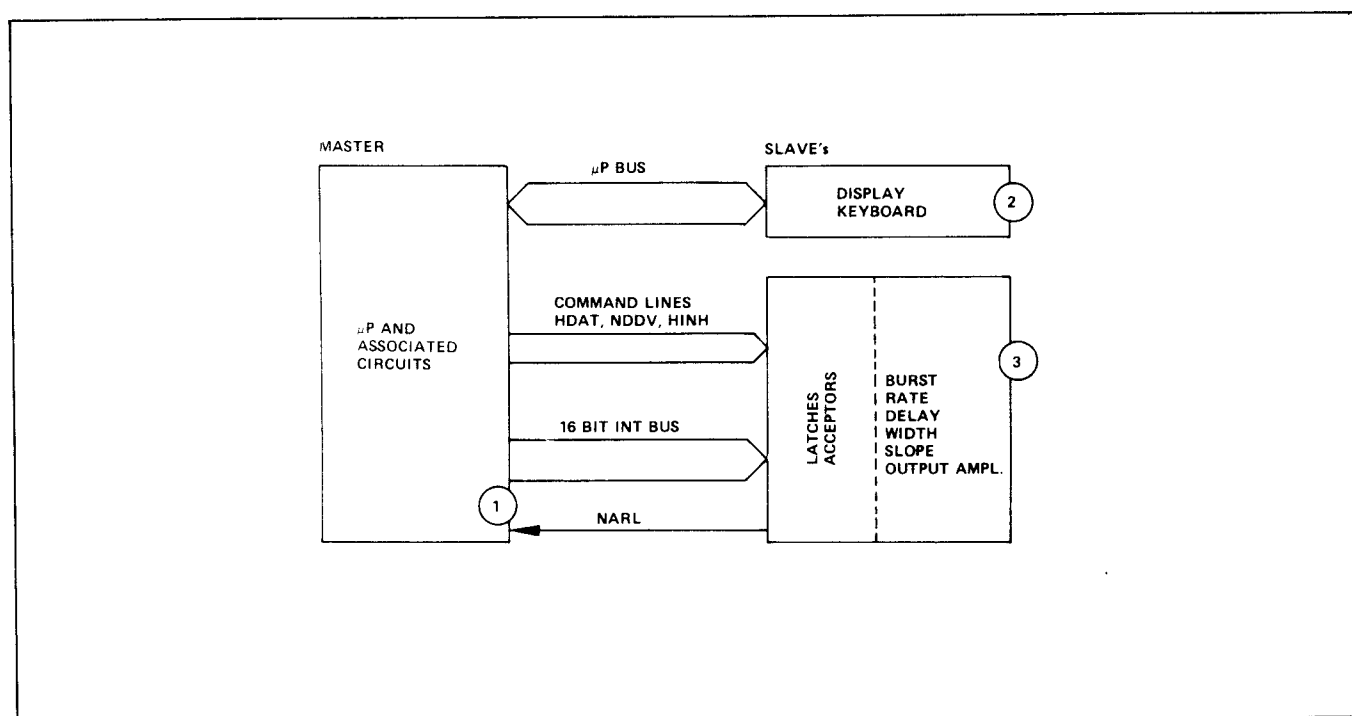 MASTER
SLAVE's
μP BUS
DISPLAY
KEYBOARD
2
μP AND
ASSOCIATED
CIRCUITS
COMMAND LINES
HDAT, NDDV, HINH
16 BIT INT BUS
NARL
1
LATCHES
ACCEPTORS
BURST
RATE
DELAY
WIDTH
SLOPE
OUTPUT AMPL.
3